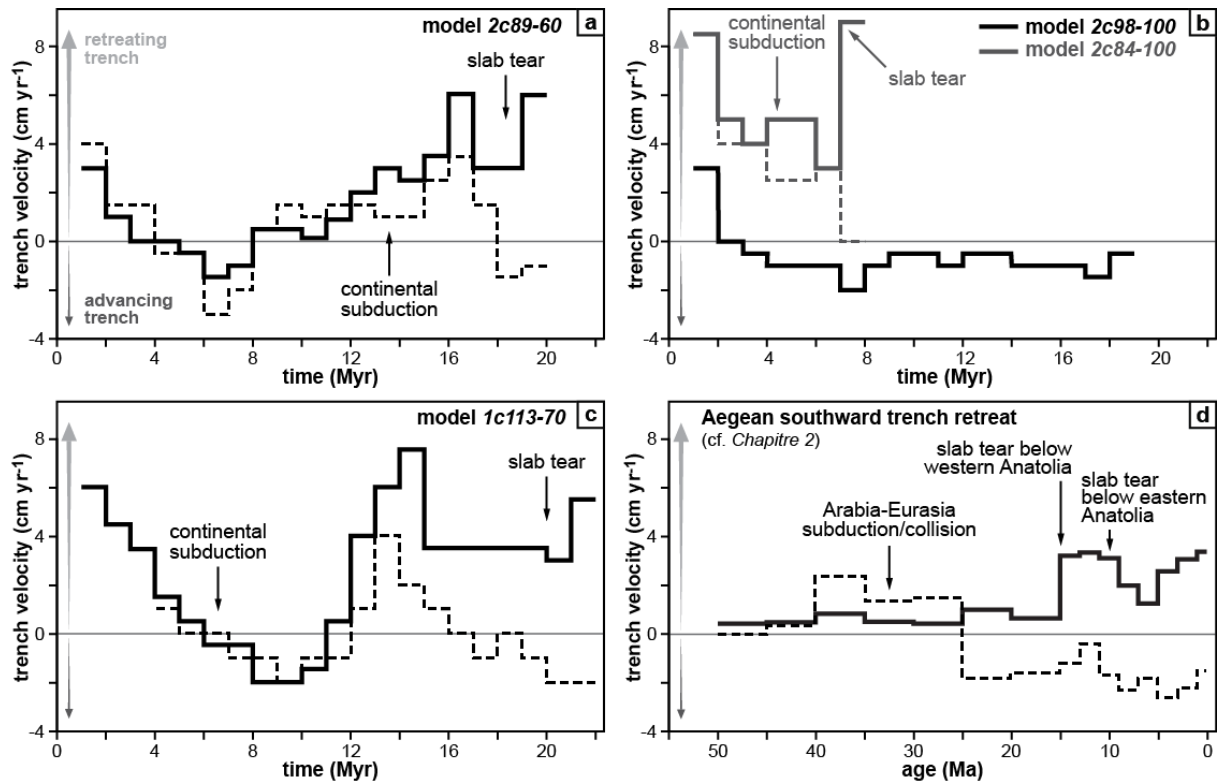 model 2c89-60
a
retreating
trench
slab tear
continental
subduction
advancing
trench
trench velocity (cm yr-1)
8
4
0
-4
0
4
8
12
16
20
time (Myr)
b
model 2c98-100
model 2c84-100
continental
subduction
slab tear
trench velocity (cm yr-1)
8
4
0
-4
0
4
8
12
16
20
time (Myr)
model 1c113-70
c
slab tear
continental
subduction
trench velocity (cm yr-1)
8
4
0
-4
0
4
8
12
16
20
time (Myr)
Aegean southward trench retreat
(cf. Chapitre 2)
d
slab tear below
western Anatolia
slab tear
below eastern
Anatolia
Arabia-Eurasia
subduction/collision
trench velocity (cm yr-1)
8
4
0
-4
50
40
30
20
10
0
age (Ma)